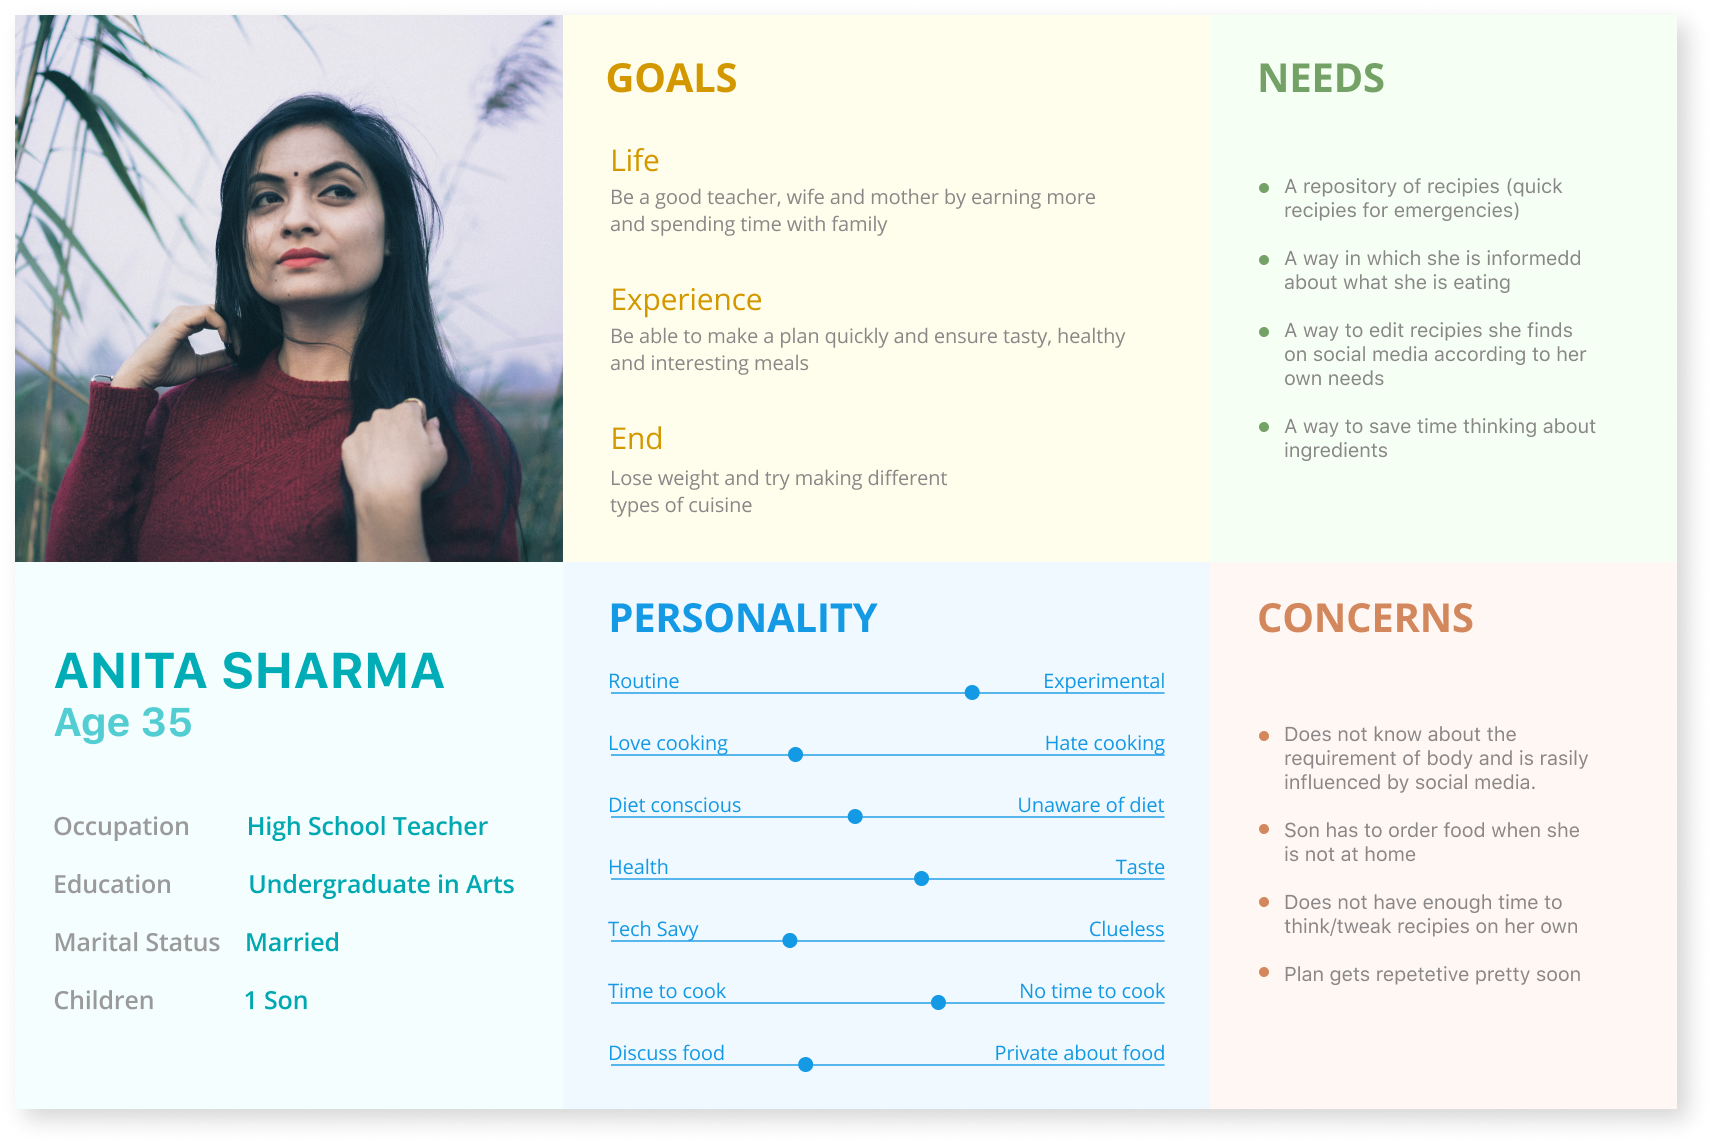 GOALS
Life
Be a good teacher, wife and mother by earning more
and spending time with family
Experience
Be able to make a plan quickly and ensure tasty, healthy
and interesting meals
End
Lose weight and try making different
types of cuisine
NEEDS
A repository of recipies (quick
recipies for emergencies)
A way in which she is informedd
about what she is eating
A way to edit recipies she finds
on social media according to her
own needs
A way to save time thinking about
ingredients
ANITA SHARMA
Age 35
Occupation High School Teacher
Education Undergraduate in Arts
Marital Status Married
Children 1 Son
PERSONALITY
Routine Experimental
Love cooking Hate cooking
Diet conscious Unaware of diet
Health Taste
Tech Savy Clueless
Time to cook No time to cook
Discuss food Private about food
CONCERNS
Does not know about the
requirement of body and is rasily
influenced by social media.
Son has to order food when she
is not at home
Does not have enough time to
think/tweak recipies on her own
Plan gets repetetive pretty soon